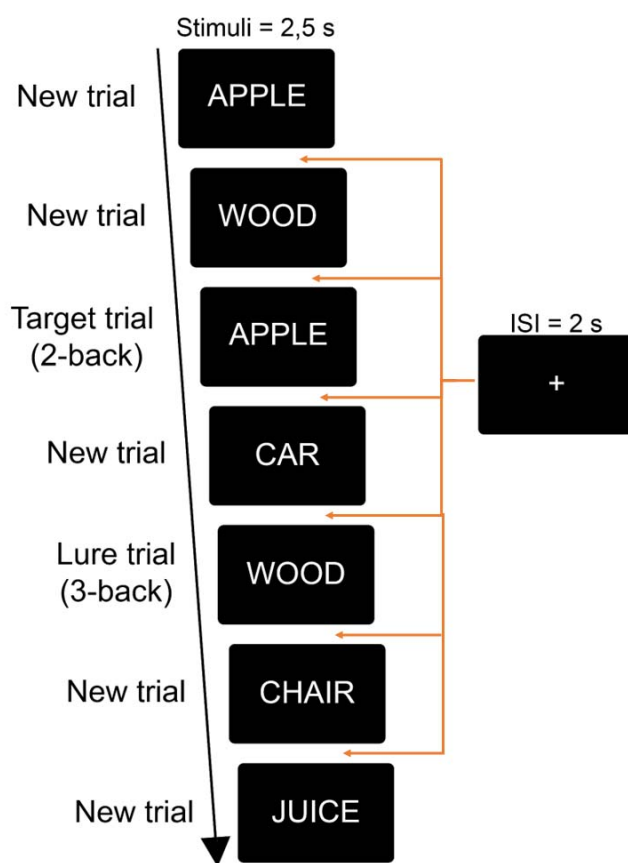 Stimuli = 2,5 s
New trial
APPLE
New trial
WOOD
Target trial
(2-back)
APPLE
ISI = 2 s
+
New trial
CAR
Lure trial
(3-back)
WOOD
New trial
CHAIR
New trial
JUICE